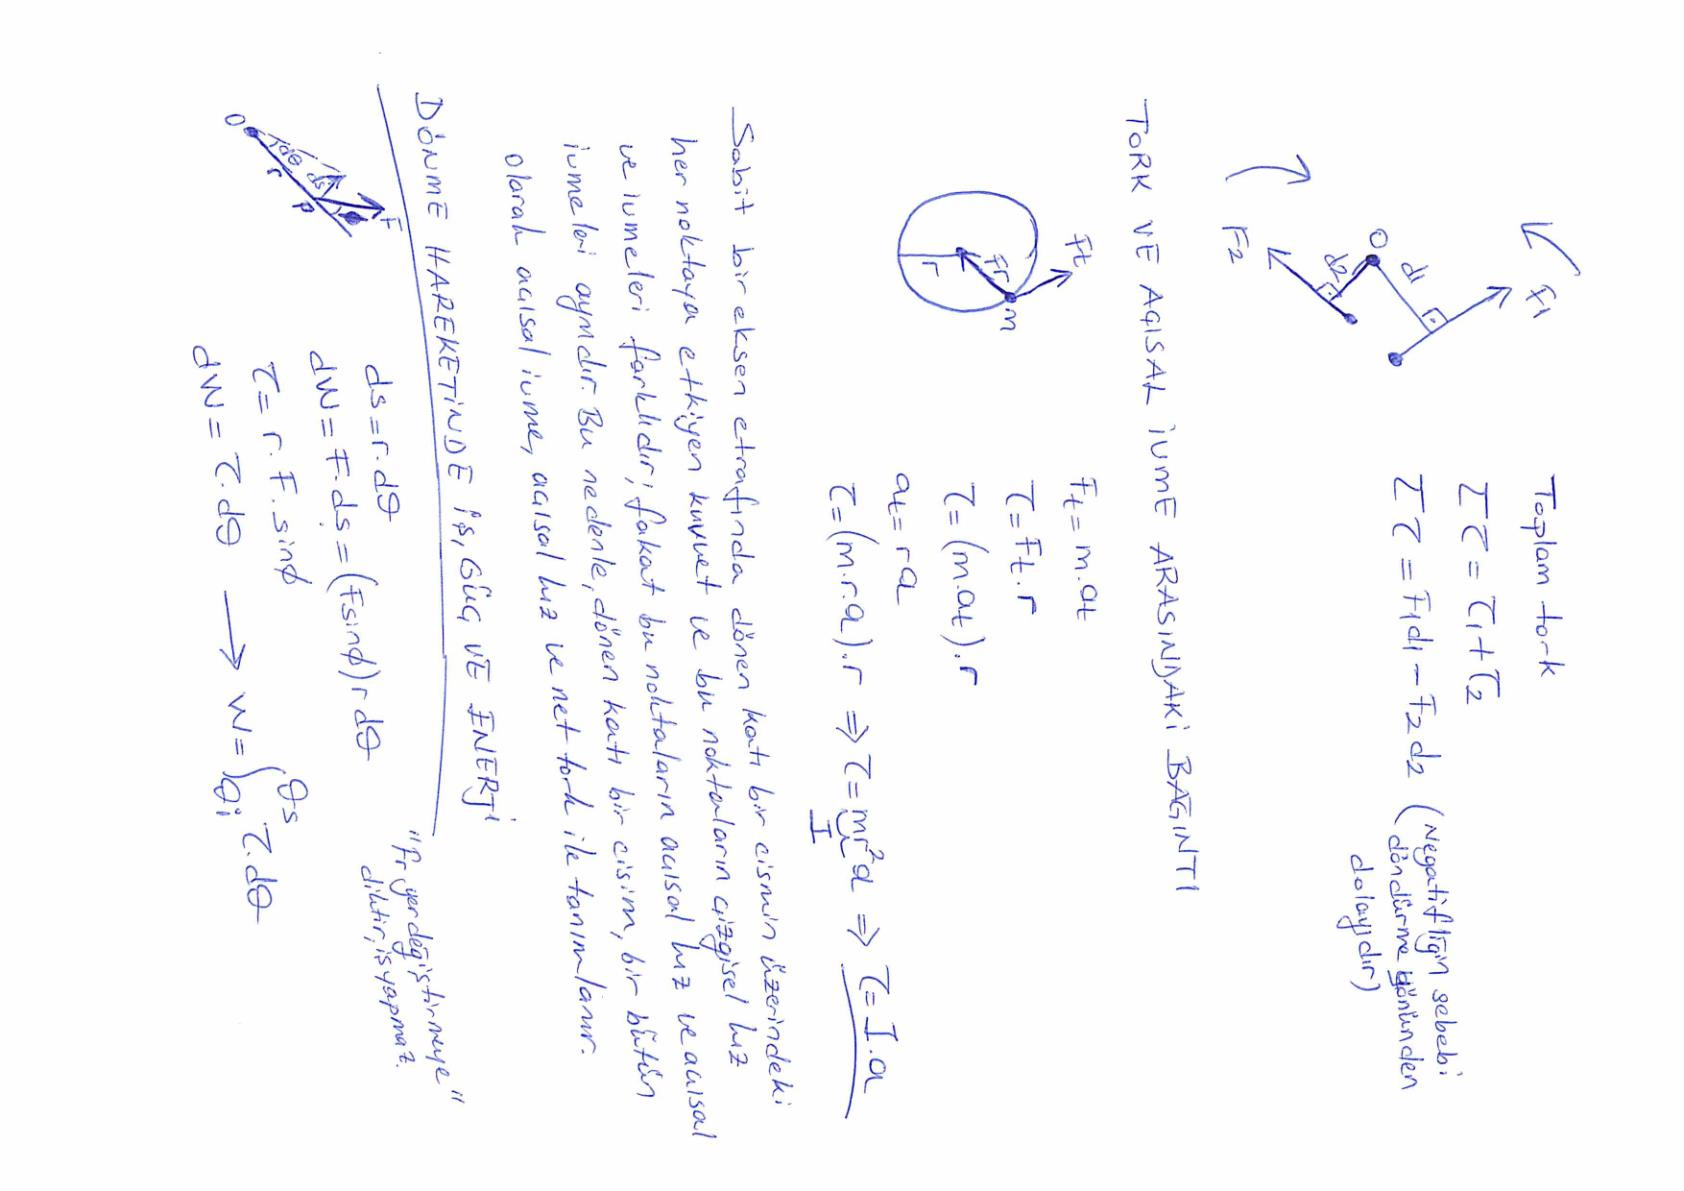 Toplam tork
Στ = τ1 + τ2
Στ = F1d1 - F2d2 (Negatifliğin sebebi
döndürme yönünden
dolayıdır)
F1
d1
O
d2
F2
TORK VE AÇISAL İVME ARASINDAKİ BAĞINTI
Ft
Fr
r
m
Ft = m.at
τ = Ft.r
τ = (m.at).r
at = rα
τ = (m.r.α).r ⇒ τ = mr²α ⇒ τ = I.α
I
Sabit bir eksen etrafında dönen katı bir cismin üzerindeki
her noktaya etkiyen kuvvet ve bu noktaların çizgisel hız
ve ivmeleri farklıdır; fakat bu noktaların açısal hız ve açısal
ivmeleri aynıdır. Bu nedenle, dönen katı bir cisim, bir bütün
olarak açısal ivme, açısal hız ve net tork ile tanımlanır.
DÖNME HAREKETİNDE İŞ, GÜÇ VE ENERJİ
"Fr yer değiştirmeye"
diktir, iş yapmaz.
F
ds
dθ
r
P
O
ds = r.dθ
dW = F.ds = (Fsinϕ) r dθ
τ = r.F.sinϕ
dW = τ.dθ → W = ∫θi θs τ.dθ